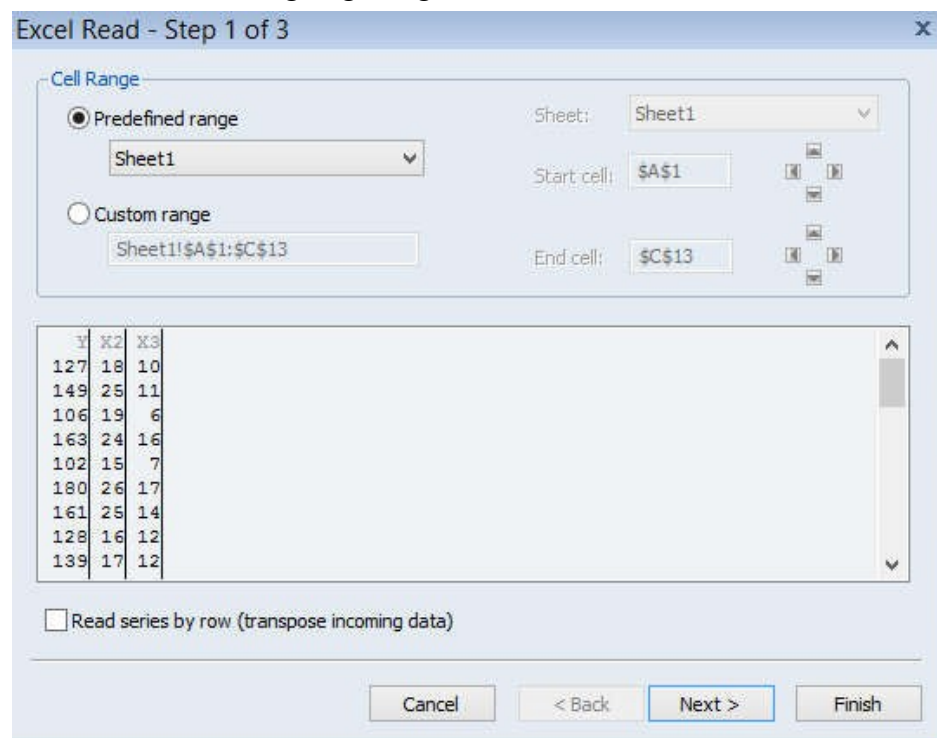 Excel Read - Step 1 of 3 x
Cell Range
Predefined range
Sheet1
Custom range
Sheet1!$A$1:$C$13
Sheet: Sheet1
Start cell: $A$1
End cell: $C$13
Y X2 X3
127 18 10
149 25 11
106 19 6
163 24 16
102 15 7
180 26 17
161 25 14
128 16 12
139 17 12
Read series by row (transpose incoming data)
Cancel < Back Next > Finish